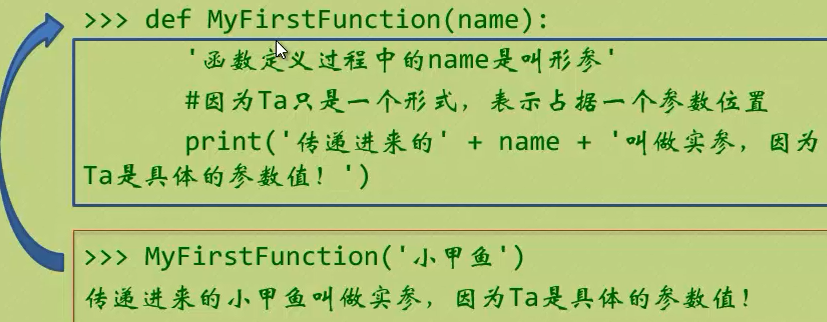 >>> def MyFirstFunction(name):
'函数定义过程中的name是叫形参'
#因为Ta只是一个形式，表示占据一个参数位置
print('传递进来的' + name + '叫做实参，因为
Ta是具体的参数值！')
>>> MyFirstFunction('小甲鱼')
传递进来的小甲鱼叫做实参，因为Ta是具体的参数值！